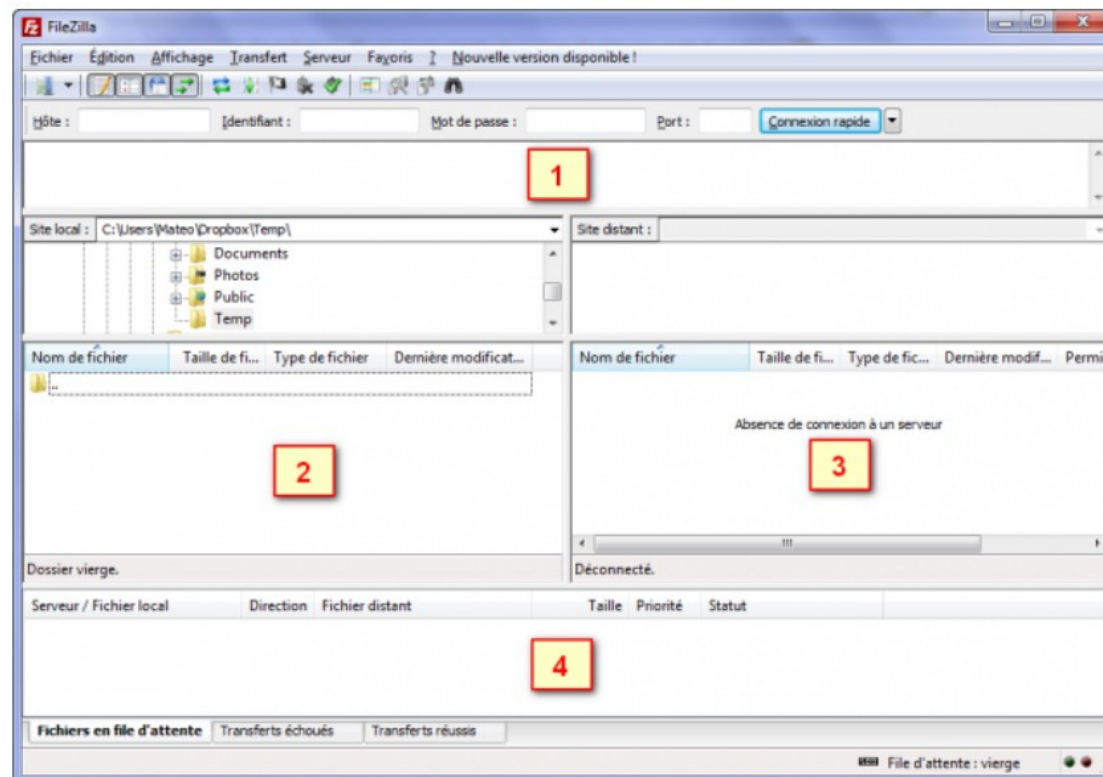 FileZilla
Fichier Édition Affichage Transfert Serveur Favoris ? Nouvelle version disponible !
Hôte : Identifiant : Mot de passe : Port : Connexion rapide
1
Site local : C:\Users\Mateo\Dropbox\Temp\ Site distant :
Documents
Photos
Public
Temp
Nom de fichier Taille de fi... Type de fichier Dernière modificat... Nom de fichier Taille de fi... Type de fic... Dernière modif... Permi
..
Absence de connexion à un serveur
2 3
Dossier vierge. Déconnecté.
Serveur / Fichier local Direction Fichier distant Taille Priorité Statut
4
Fichiers en file d'attente Transferts échoués Transferts réussis
File d'attente : vierge